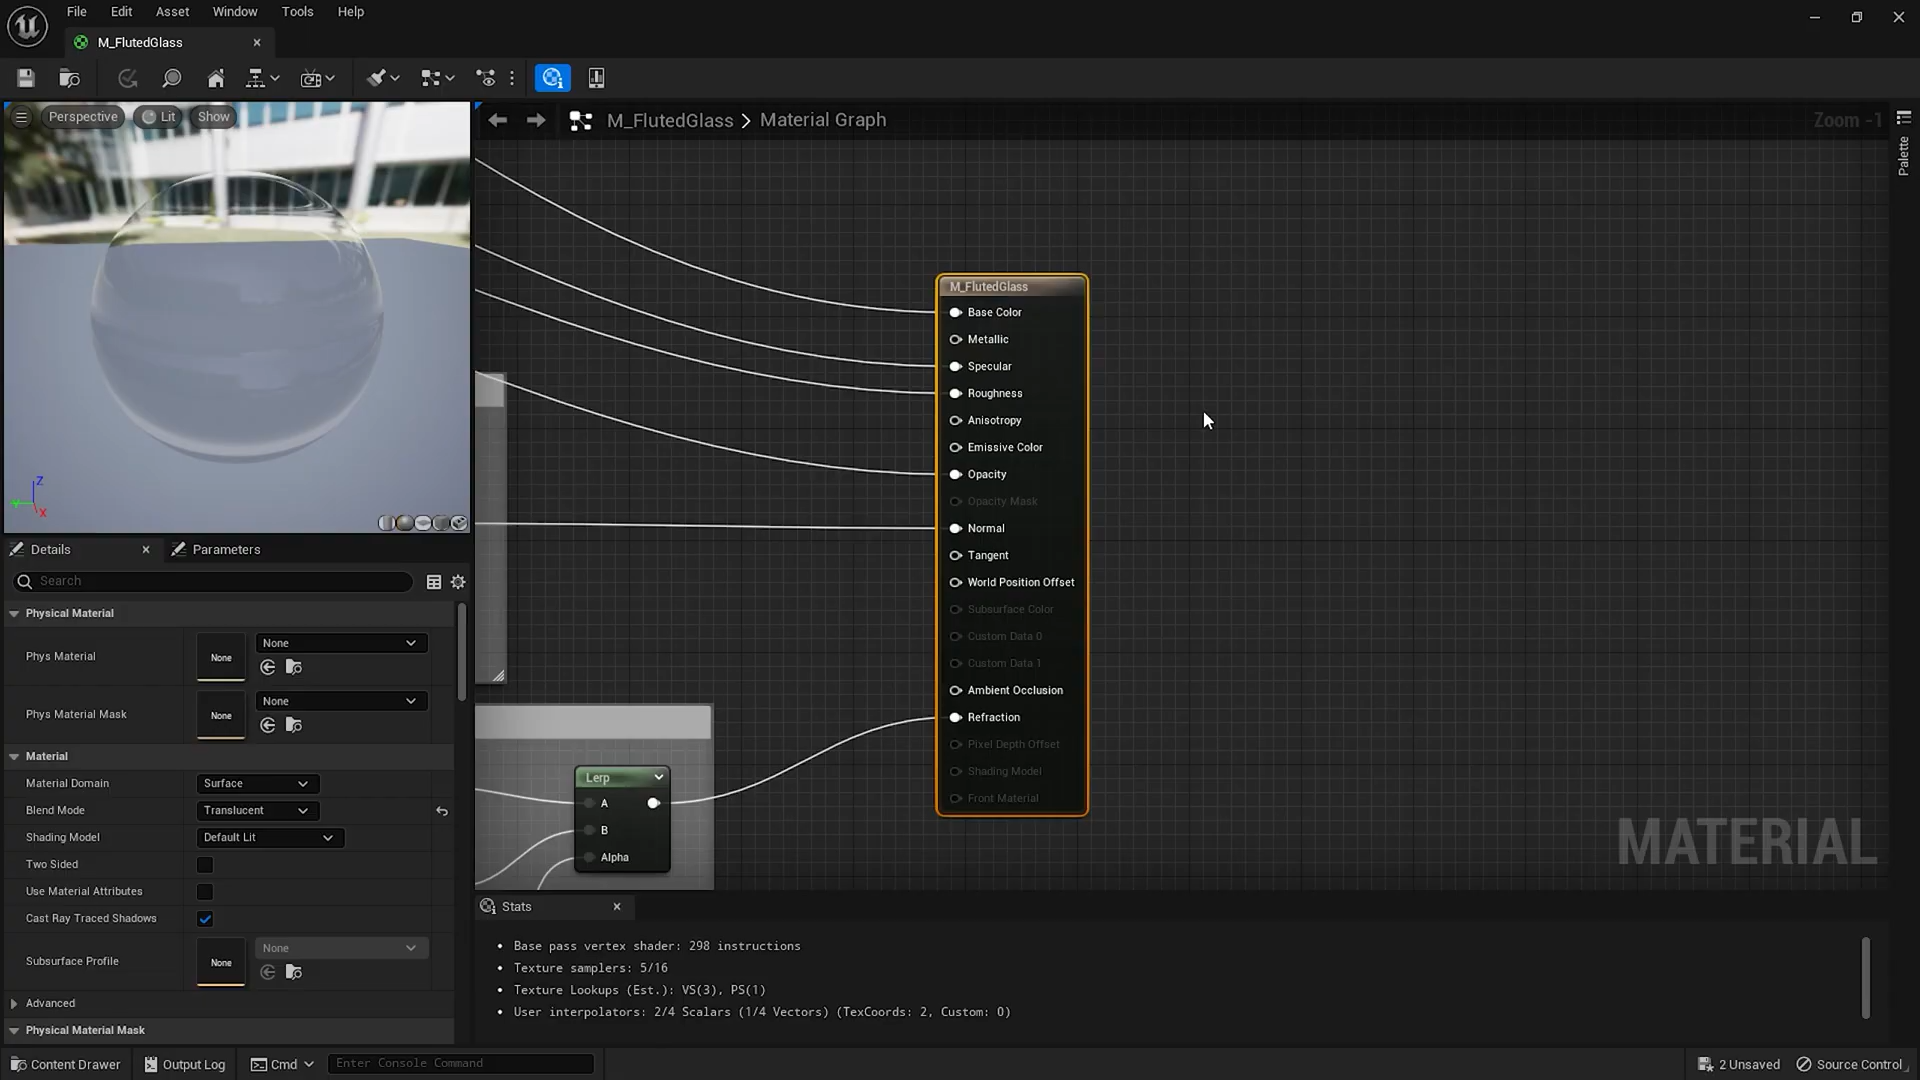 File Edit Asset Window Tools Help
M_FlutedGlass
Perspective Lit Show
M_FlutedGlass > Material Graph
Zoom -1
Palette
M_FlutedGlass
Base Color
Metallic
Specular
Roughness
Anisotropy
Emissive Color
Opacity
Opacity Mask
Normal
Tangent
World Position Offset
Subsurface Color
Custom Data 0
Custom Data 1
Ambient Occlusion
Refraction
Pixel Depth Offset
Shading Model
Front Material
Lerp
A
B
Alpha
MATERIAL
Z
X
Details
Parameters
Search
Physical Material
Phys Material None None
Phys Material Mask None None
Material
Material Domain Surface
Blend Mode Translucent
Shading Model Default Lit
Two Sided
Use Material Attributes
Cast Ray Traced Shadows
Subsurface Profile None None
Advanced
Physical Material Mask
Stats
• Base pass vertex shader: 298 instructions
• Texture samplers: 5/16
• Texture Lookups (Est.): VS(3), PS(1)
• User interpolators: 2/4 Scalars (1/4 Vectors) (TexCoords: 2, Custom: 0)
Content Drawer Output Log Cmd Enter Console Command 2 Unsaved Source Control